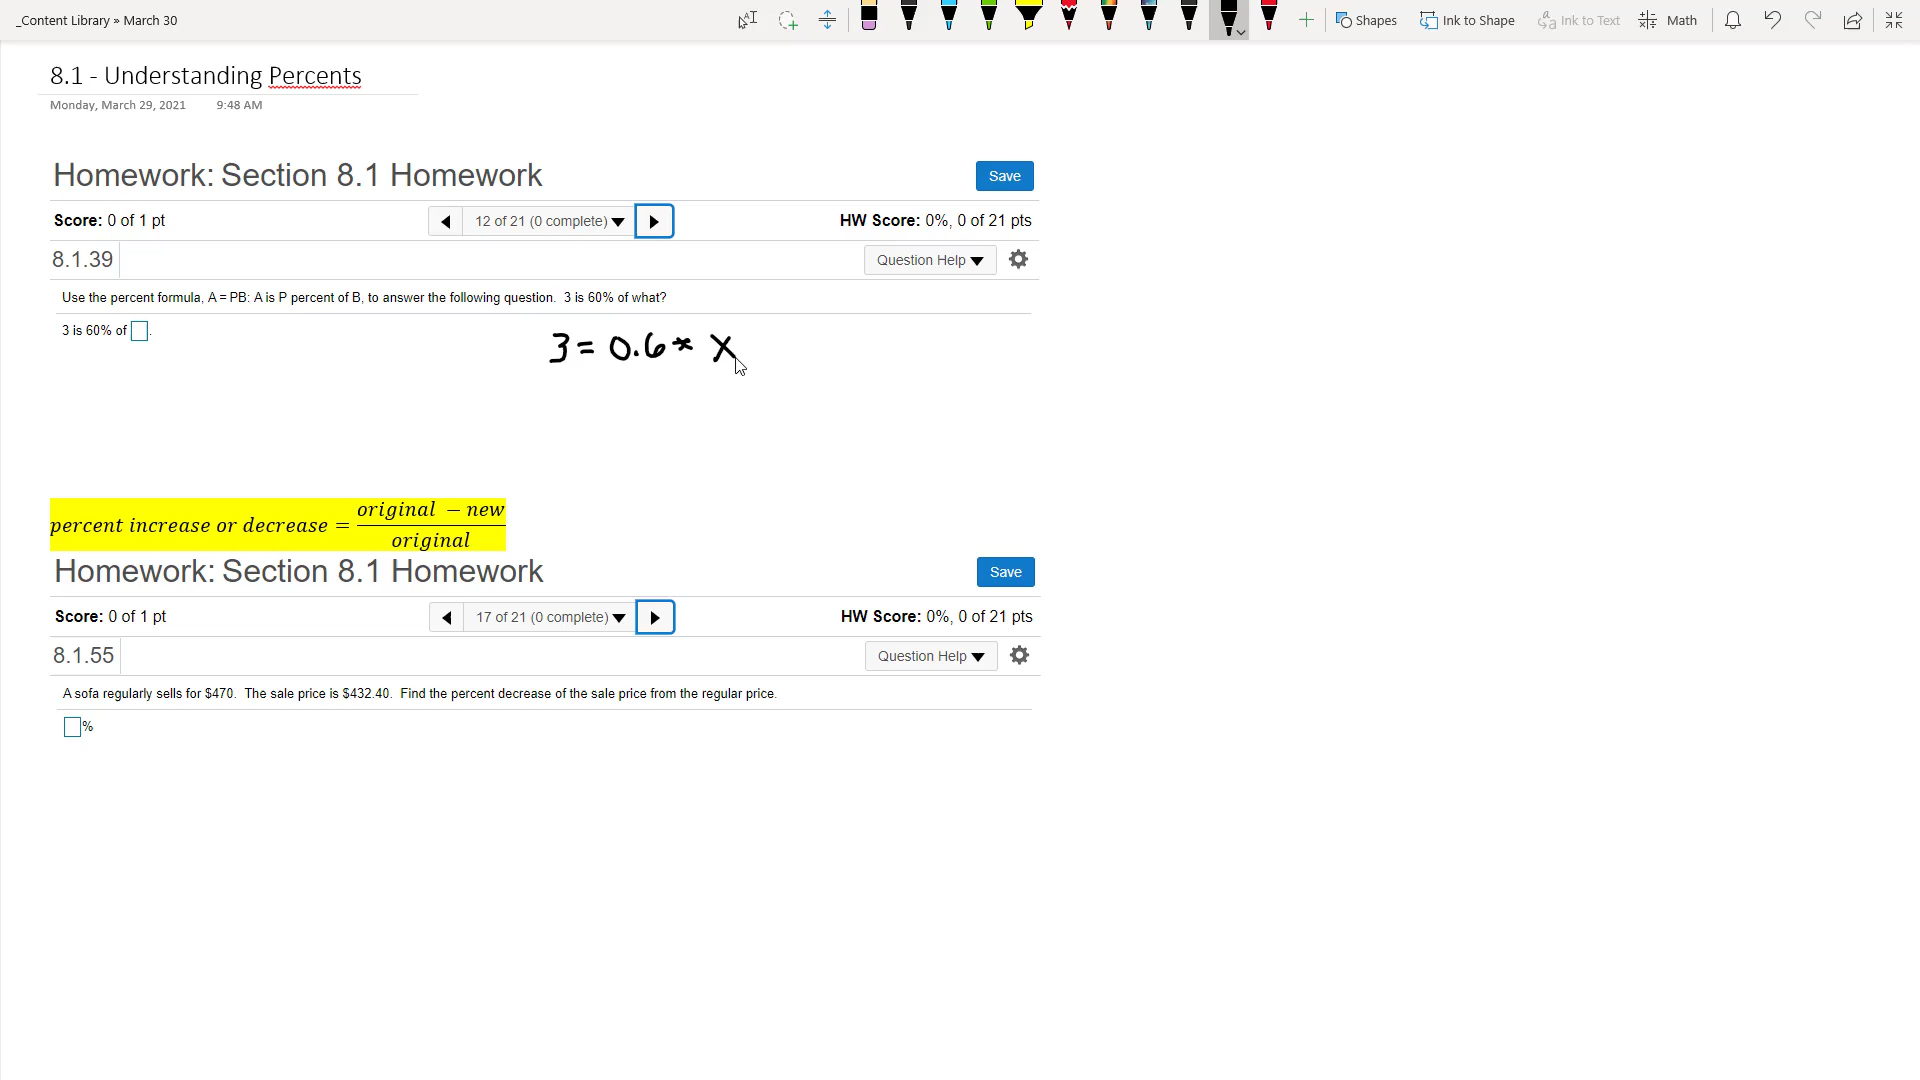 _Content Library » March 30
Shapes
Ink to Shape
Ink to Text
Math
8.1 - Understanding Percents
Monday, March 29, 2021 9:48 AM
Homework: Section 8.1 Homework
Save
Score: 0 of 1 pt
12 of 21 (0 complete)
HW Score: 0%, 0 of 21 pts
8.1.39
Question Help
Use the percent formula, A = PB: A is P percent of B, to answer the following question. 3 is 60% of what?
3 is 60% of .
3 = 0.6 * X
percent increase or decrease = original - new
original
Homework: Section 8.1 Homework
Save
Score: 0 of 1 pt
17 of 21 (0 complete)
HW Score: 0%, 0 of 21 pts
8.1.55
Question Help
A sofa regularly sells for $470. The sale price is $432.40. Find the percent decrease of the sale price from the regular price.
%